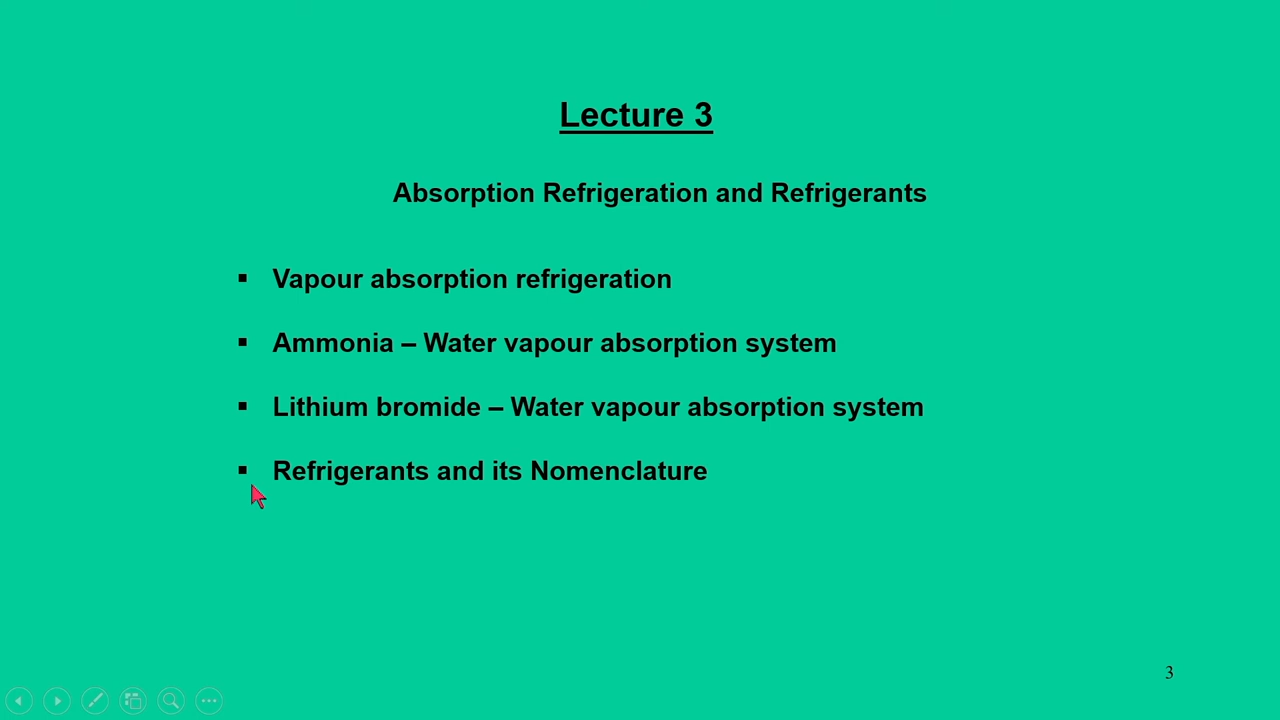 Lecture 3
Absorption Refrigeration and Refrigerants
▪ Vapour absorption refrigeration
▪ Ammonia – Water vapour absorption system
▪ Lithium bromide – Water vapour absorption system
▪ Refrigerants and its Nomenclature
3